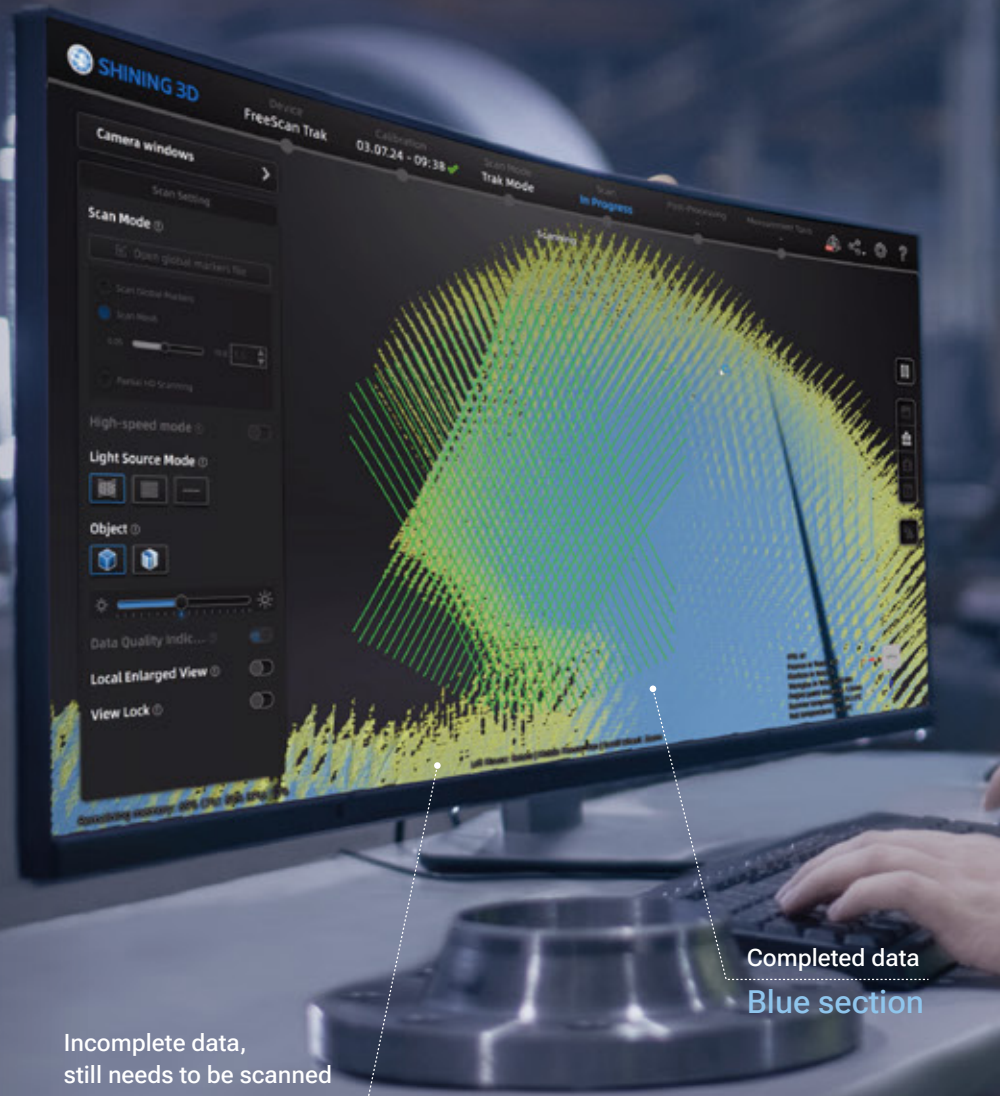 SHINING 3D
Device
FreeScan Trak
Calibration
03.07.24 - 09:38
Scan Mode
Trak Mode
Scan
In Progress
Post-Processing
Measurement Tools
Camera windows
Scan Setting
Scan Mode
Open global markers file
Scan Global Markers
Scan Mesh
Partial HD Scanning
High-speed mode
Light Source Mode
Object
Data Quality Indic...
Local Enlarged View
View Lock
Scanning
Completed data
Blue section
Incomplete data,
still needs to be scanned